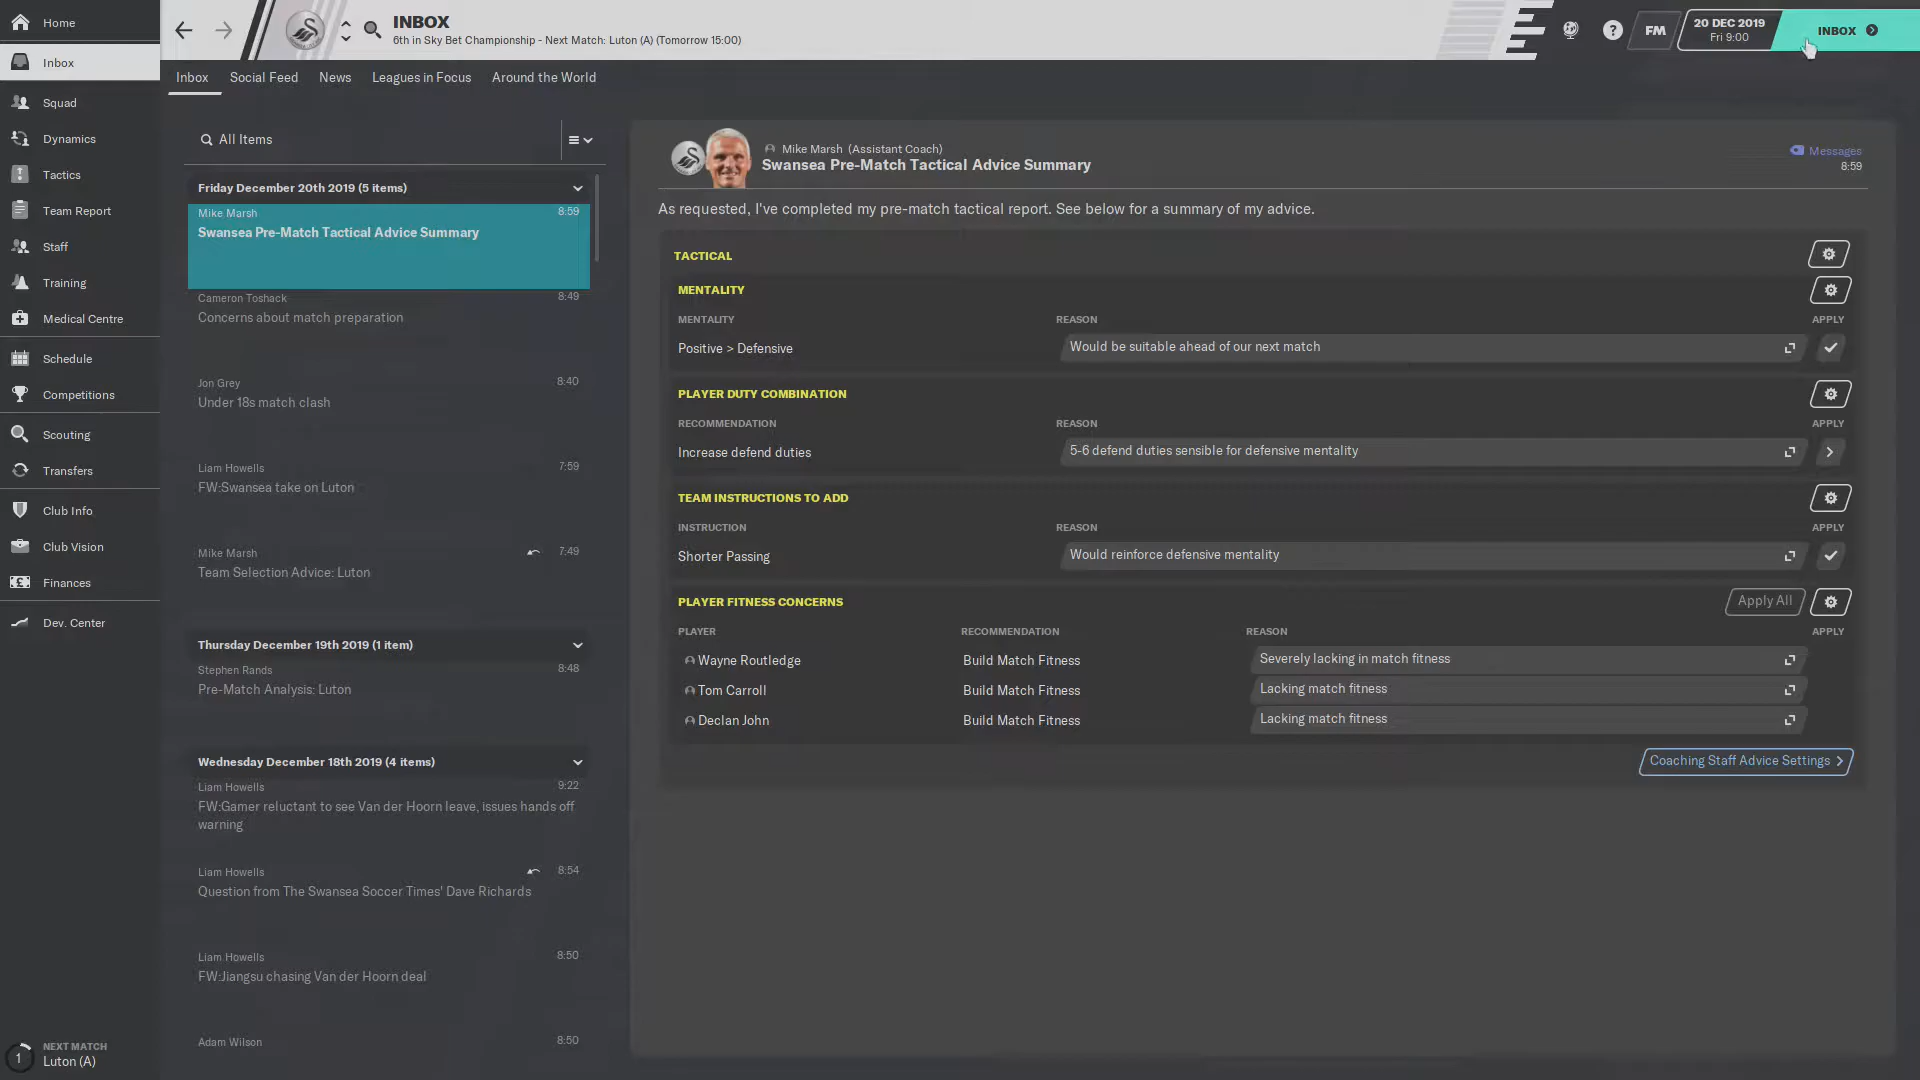 Home
Inbox
Squad
Dynamics
Tactics
Team Report
Staff
Training
Medical Centre
Schedule
Competitions
Scouting
Transfers
Club Info
Club Vision
Finances
Dev. Center
1
NEXT MATCH
Luton (A)
INBOX
6th in Sky Bet Championship - Next Match: Luton (A) (Tomorrow 15:00)
?
FM
20 DEC 2019
Fri 9:00
INBOX
Inbox Social Feed News Leagues in Focus Around the World
All Items
Friday December 20th 2019 (5 items)
Mike Marsh 8:59
Swansea Pre-Match Tactical Advice Summary
Cameron Toshack 8:49
Concerns about match preparation
Jon Grey 8:40
Under 18s match clash
Liam Howells 7:59
FW:Swansea take on Luton
Mike Marsh 7:49
Team Selection Advice: Luton
Thursday December 19th 2019 (1 item)
Stephen Rands 8:48
Pre-Match Analysis: Luton
Wednesday December 18th 2019 (4 items)
Liam Howells 9:22
FW:Gamer reluctant to see Van der Hoorn leave, issues hands off
warning
Liam Howells 8:54
Question from The Swansea Soccer Times' Dave Richards
Liam Howells 8:50
FW:Jiangsu chasing Van der Hoorn deal
Adam Wilson 8:50
Mike Marsh (Assistant Coach)
Swansea Pre-Match Tactical Advice Summary
Messages
8:59
As requested, I've completed my pre-match tactical report. See below for a summary of my advice.
TACTICAL
MENTALITY
MENTALITY REASON APPLY
Positive > Defensive Would be suitable ahead of our next match
PLAYER DUTY COMBINATION
RECOMMENDATION REASON APPLY
Increase defend duties 5-6 defend duties sensible for defensive mentality
TEAM INSTRUCTIONS TO ADD
INSTRUCTION REASON APPLY
Shorter Passing Would reinforce defensive mentality
PLAYER FITNESS CONCERNS Apply All
PLAYER RECOMMENDATION REASON APPLY
Wayne Routledge Build Match Fitness Severely lacking in match fitness
Tom Carroll Build Match Fitness Lacking match fitness
Declan John Build Match Fitness Lacking match fitness
Coaching Staff Advice Settings